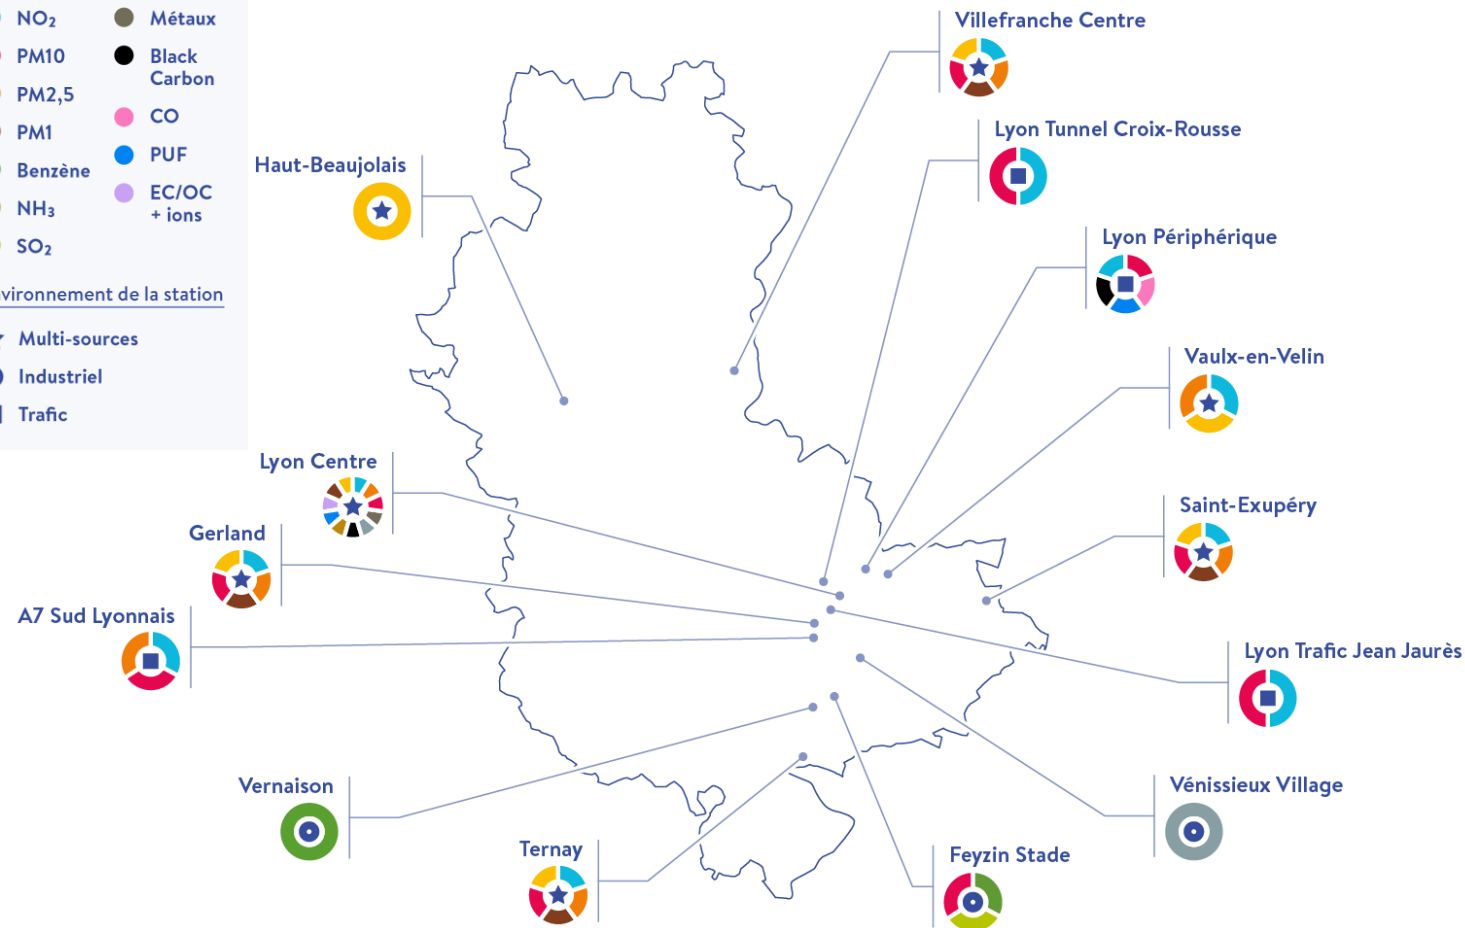 NO₂
PM10
PM2,5
PM1
Benzène
NH₃
SO₂
Métaux
Black
Carbon
CO
PUF
EC/OC
+ ions
vironnement de la station
Multi-sources
Industriel
Trafic
Villefranche Centre
Lyon Tunnel Croix-Rousse
Haut-Beaujolais
Lyon Périphérique
Vaulx-en-Velin
Lyon Centre
Saint-Exupéry
Gerland
A7 Sud Lyonnais
Lyon Trafic Jean Jaurès
Vernaison
Vénissieux Village
Ternay
Feyzin Stade